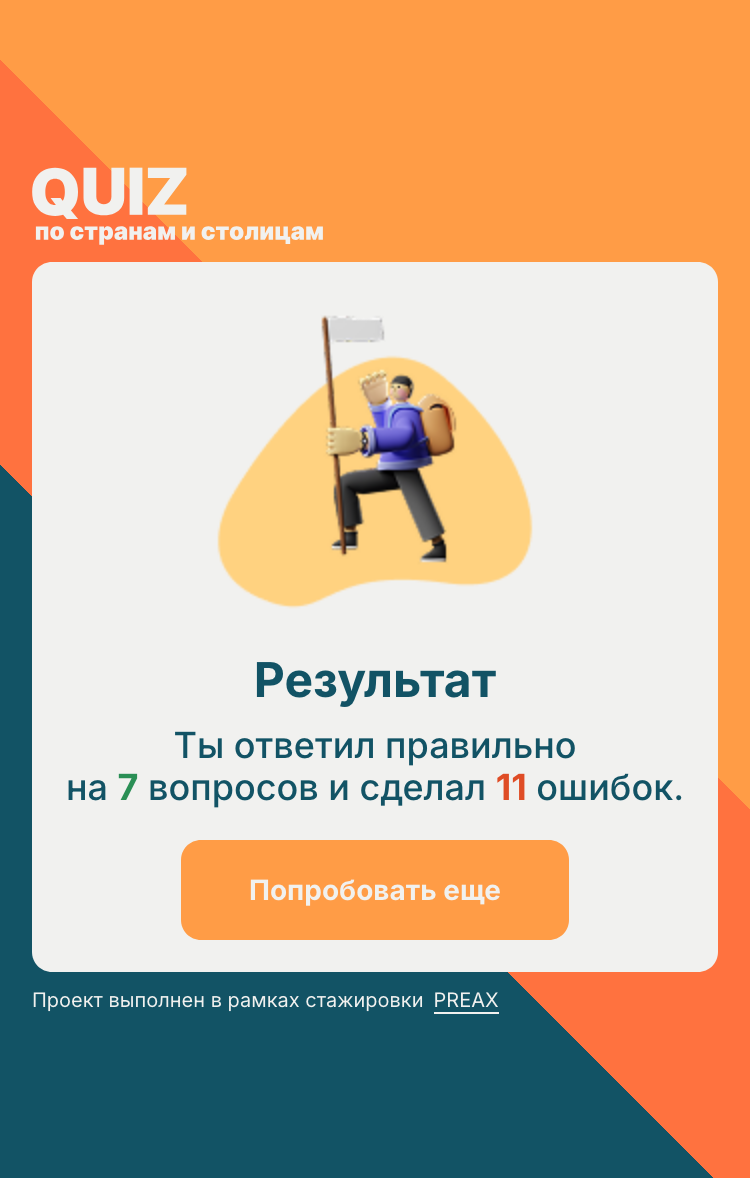 QUIZ
по странам и столицам
Результат
Ты ответил правильно
на 7 вопросов и сделал 11 ошибок.
Попробовать еще
Проект выполнен в рамках стажировки PREAX